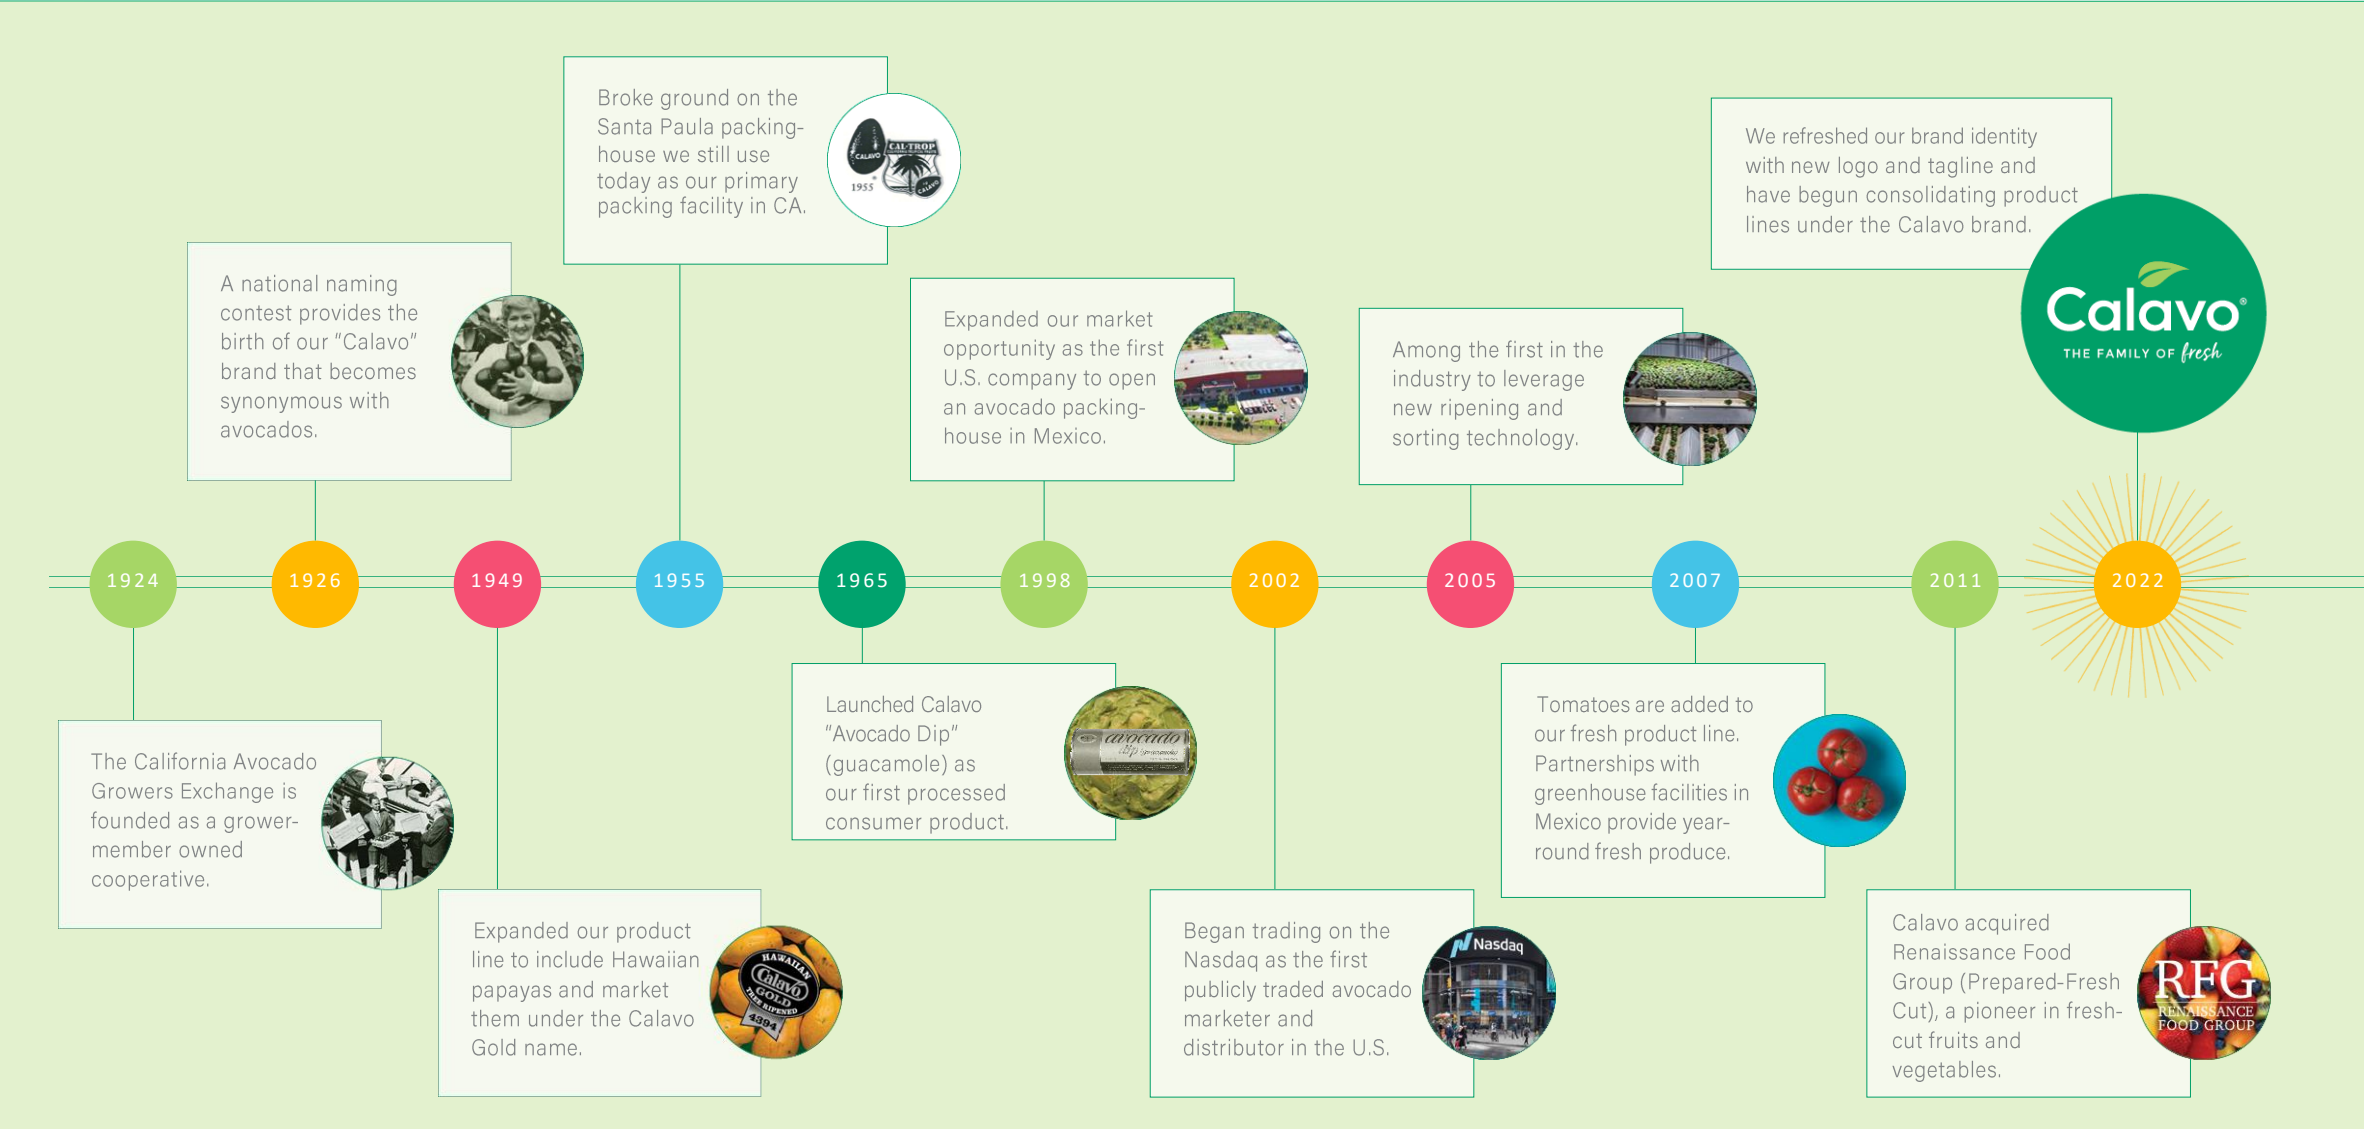 Broke ground on the
Santa Paula packing-
house we still use
today as our primary
packing facility in CA.
CALAVO
CAL-TROP
1955
CALAVO
We refreshed our brand identity
with new logo and tagline and
have begun consolidating product
lines under the Calavo brand.
Calavo®
THE FAMILY OF fresh
A national naming
contest provides the
birth of our "Calavo"
brand that becomes
synonymous with
avocados.
Expanded our market
opportunity as the first
U.S. company to open
an avocado packing-
house in Mexico.
Among the first in the
industry to leverage
new ripening and
sorting technology.
1924
1926
1949
1955
1965
1998
2002
2005
2007
2011
2022
The California Avocado
Growers Exchange is
founded as a grower-
member owned
cooperative.
Expanded our product
line to include Hawaiian
papayas and market
them under the Calavo
Gold name.
HAWAIIAN
Calavo
GOLD
TREE RIPENED
4394
Launched Calavo
"Avocado Dip"
(guacamole) as
our first processed
consumer product.
avocado
dip
Began trading on the
Nasdaq as the first
publicly traded avocado
marketer and
distributor in the U.S.
Nasdaq
Tomatoes are added to
our fresh product line.
Partnerships with
greenhouse facilities in
Mexico provide year-
round fresh produce.
Calavo acquired
Renaissance Food
Group (Prepared-Fresh
Cut), a pioneer in fresh-
cut fruits and
vegetables.
RFG
RENAISSANCE
FOOD GROUP